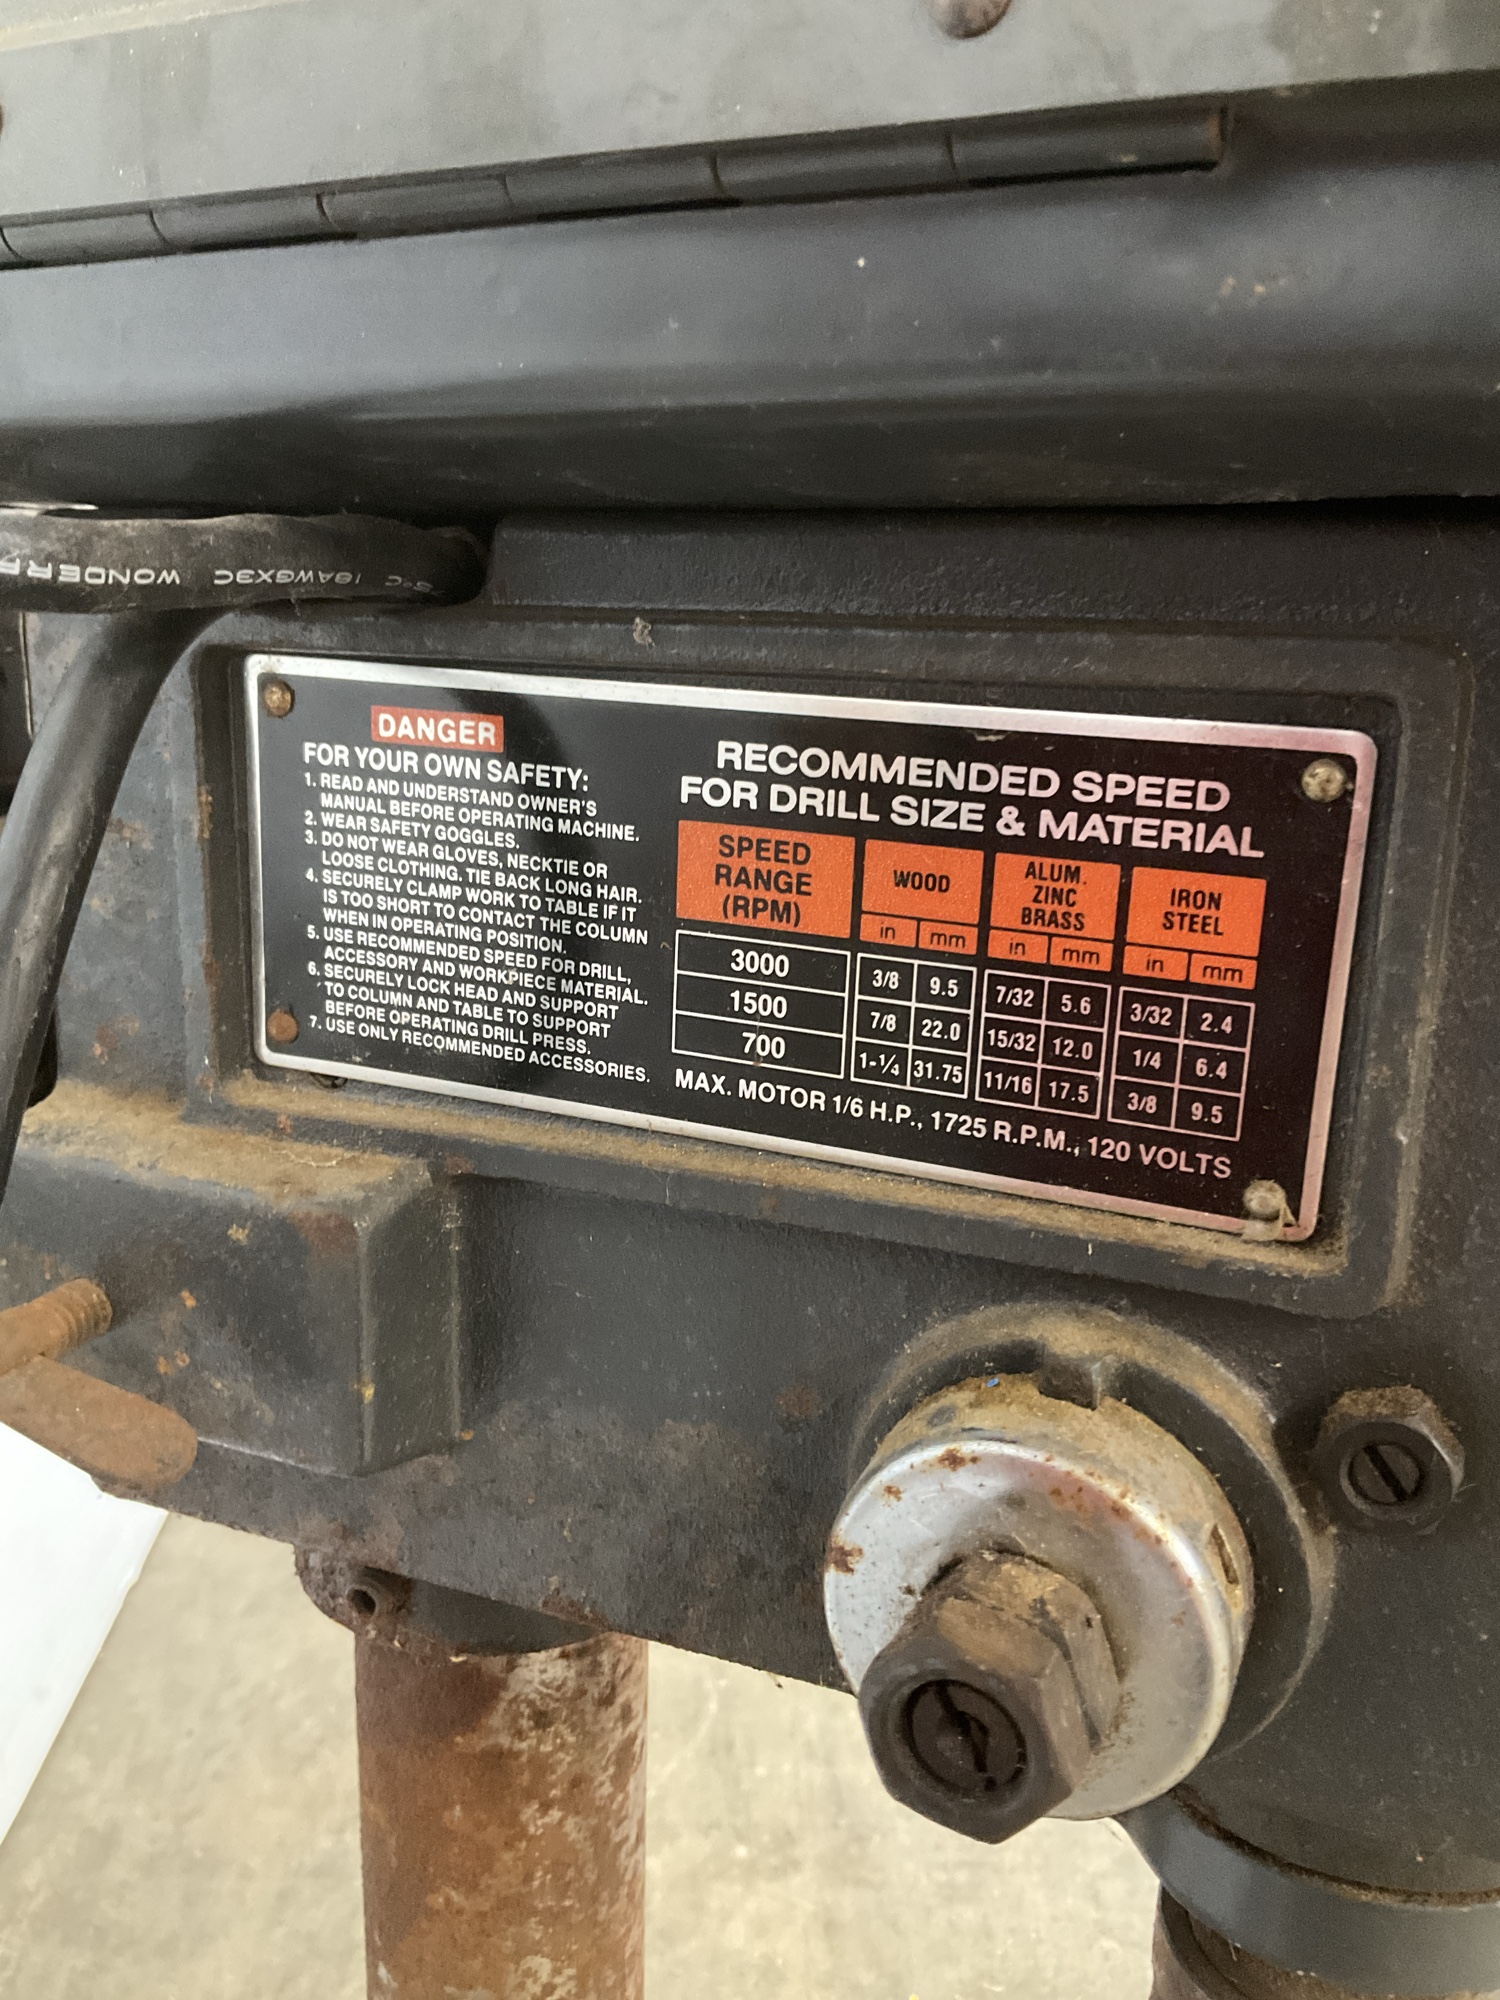 WONDER
18AWGX3C
DANGER
FOR YOUR OWN SAFETY:
1. READ AND UNDERSTAND OWNER'S
MANUAL BEFORE OPERATING MACHINE.
2. WEAR SAFETY GOGGLES.
3. DO NOT WEAR GLOVES, NECKTIE OR
LOOSE CLOTHING. TIE BACK LONG HAIR.
4. SECURELY CLAMP WORK TO TABLE IF IT
IS TOO SHORT TO CONTACT THE COLUMN
WHEN IN OPERATING POSITION.
5. USE RECOMMENDED SPEED FOR DRILL,
ACCESSORY AND WORKPIECE MATERIAL.
6. SECURELY LOCK HEAD AND SUPPORT
TO COLUMN AND TABLE TO SUPPORT
BEFORE OPERATING DRILL PRESS.
7. USE ONLY RECOMMENDED ACCESSORIES.
RECOMMENDED SPEED
FOR DRILL SIZE & MATERIAL
SPEED
RANGE
(RPM)
WOOD
ALUM.
ZINC
BRASS
IRON
STEEL
in mm in mm in mm
3000 3/8 9.5 7/32 5.6 3/32 2.4
1500 7/8 22.0 15/32 12.0 1/4 6.4
700 1-1/4 31.75 11/16 17.5 3/8 9.5
MAX. MOTOR 1/6 H.P., 1725 R.P.M., 120 VOLTS